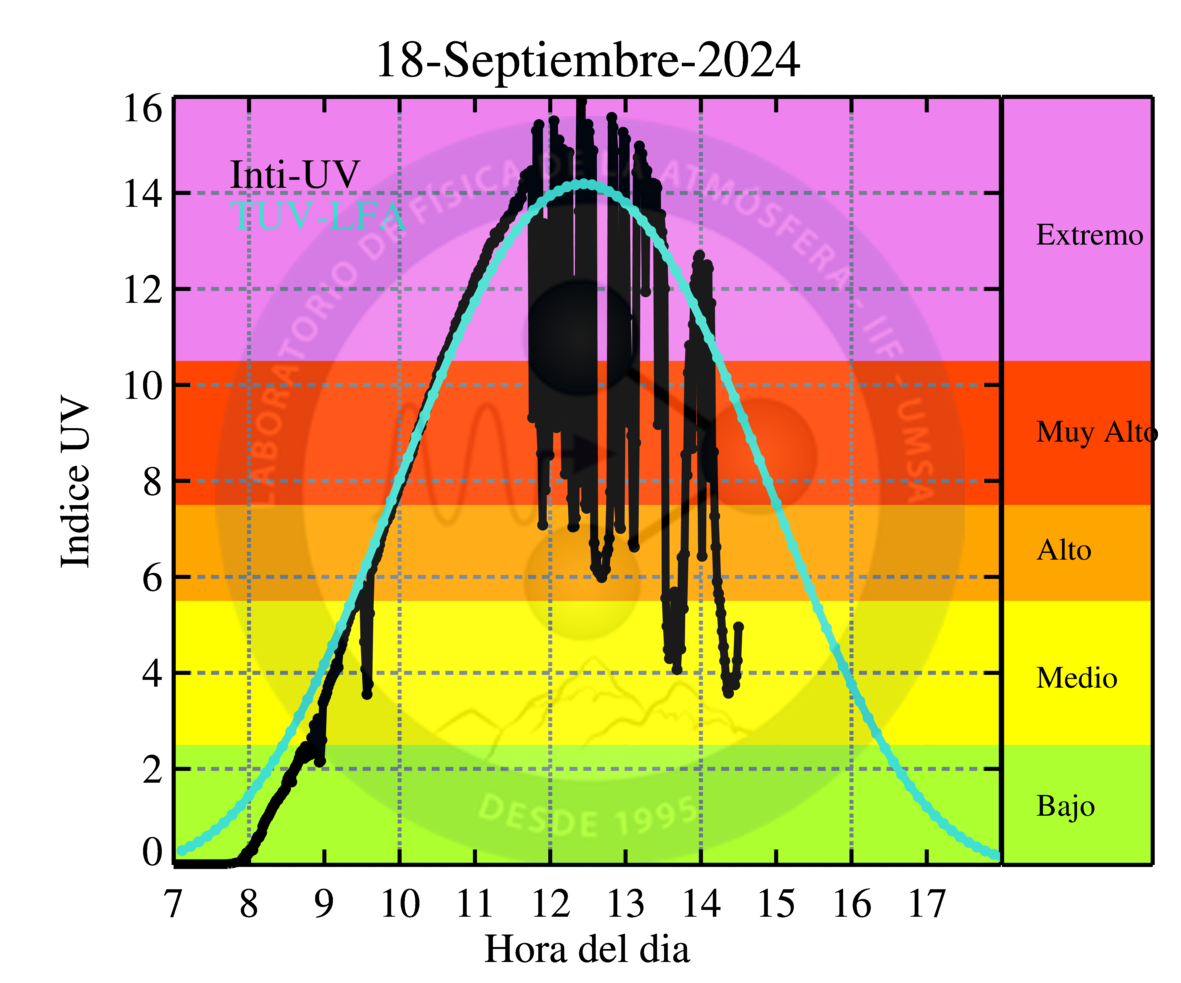 18-Septiembre-2024
16
14
12
10
8
6
4
2
0
Indice UV
Inti-UV
TUV-LFA
LABORATORIO DE FÍSICA DE LA ATMÓSFERA - IIF - UMSA
DESDE 1995
Extremo
Muy Alto
Alto
Medio
Bajo
7 8 9 10 11 12 13 14 15 16 17
Hora del dia